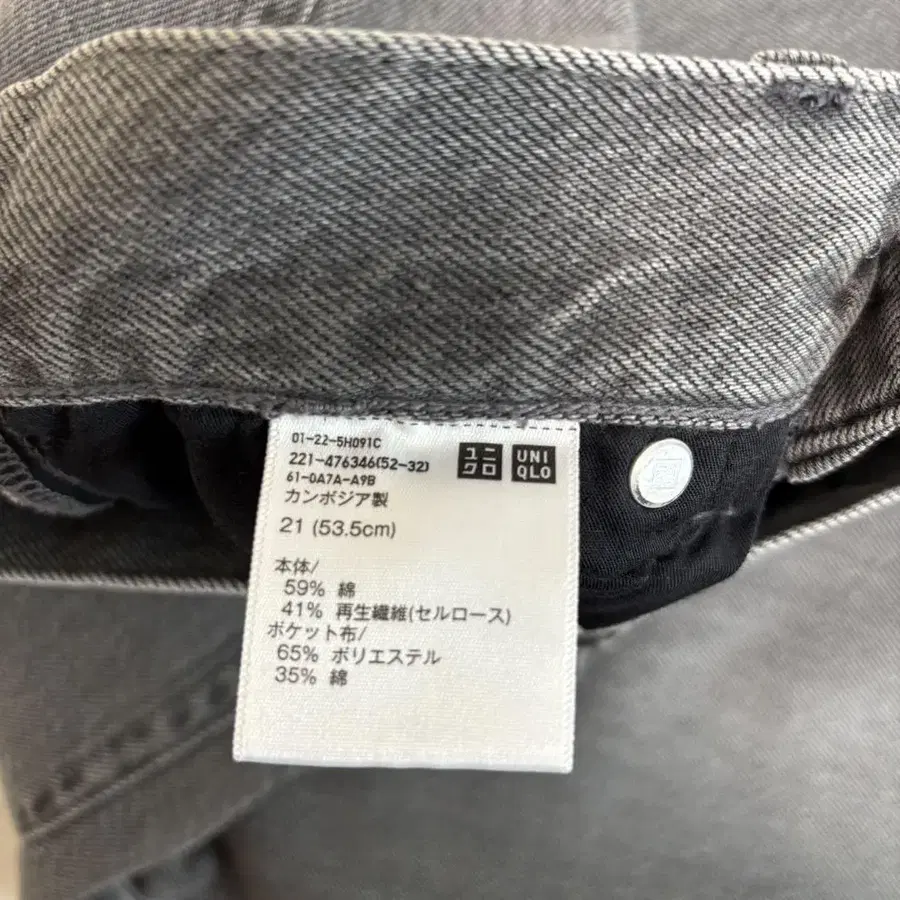 01-22-5H091C
221-476346(52-32)
61-0A7A-A9B
カンボジア製
21 (53.5cm)
ユニ
クロ
UNI
QLO
本体/
59% 綿
41% 再生繊維(セルロース)
ポケット布/
65% ポリエステル
35% 綿